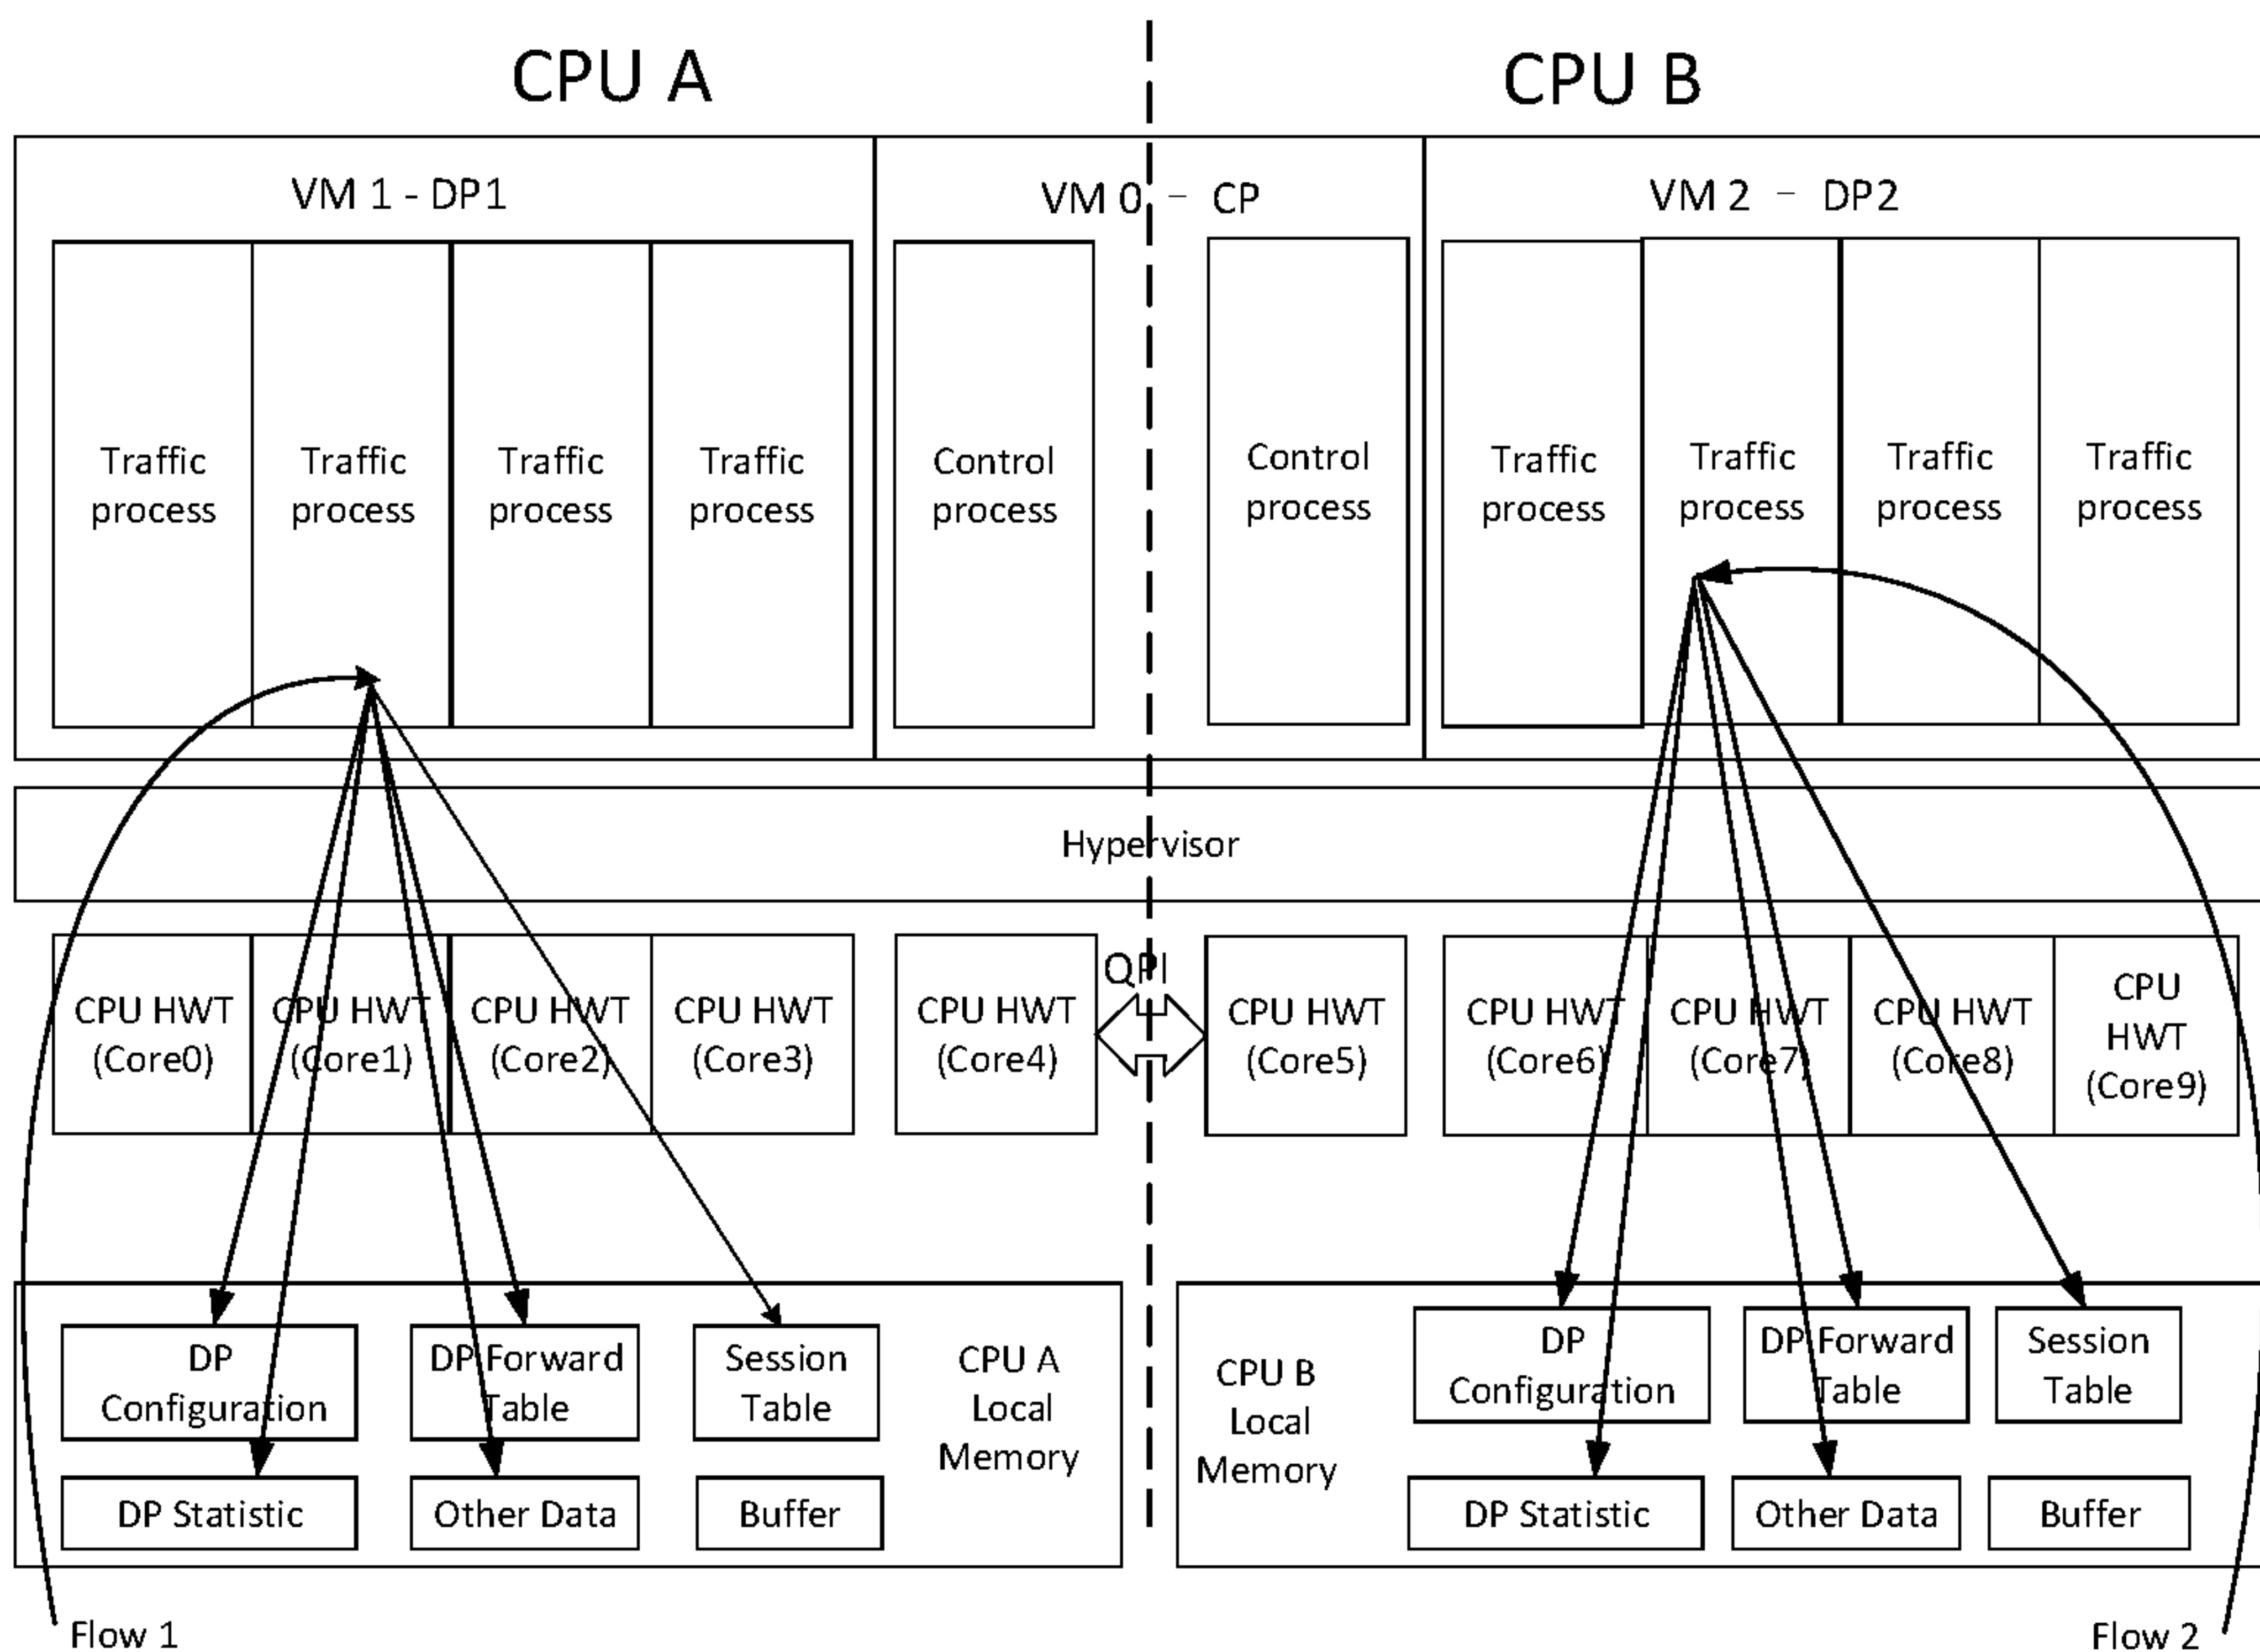 CPU A
CPU B
VM 1 - DP1
VM 0 – CP
VM 2 – DP2
Traffic
process
Traffic
process
Traffic
process
Traffic
process
Control
process
Control
process
Traffic
process
Traffic
process
Traffic
process
Traffic
process
Hypervisor
QPI
CPU HWT
(Core0)
CPU HWT
(Core1)
CPU HWT
(Core2)
CPU HWT
(Core3)
CPU HWT
(Core4)
CPU HWT
(Core5)
CPU HWT
(Core6)
CPU HWT
(Core7)
CPU HWT
(Core8)
CPU
HWT
(Core9)
DP
Configuration
DP Forward
Table
Session
Table
CPU A
Local
Memory
DP Statistic
Other Data
Buffer
CPU B
Local
Memory
DP
Configuration
DP Forward
Table
Session
Table
DP Statistic
Other Data
Buffer
Flow 1
Flow 2